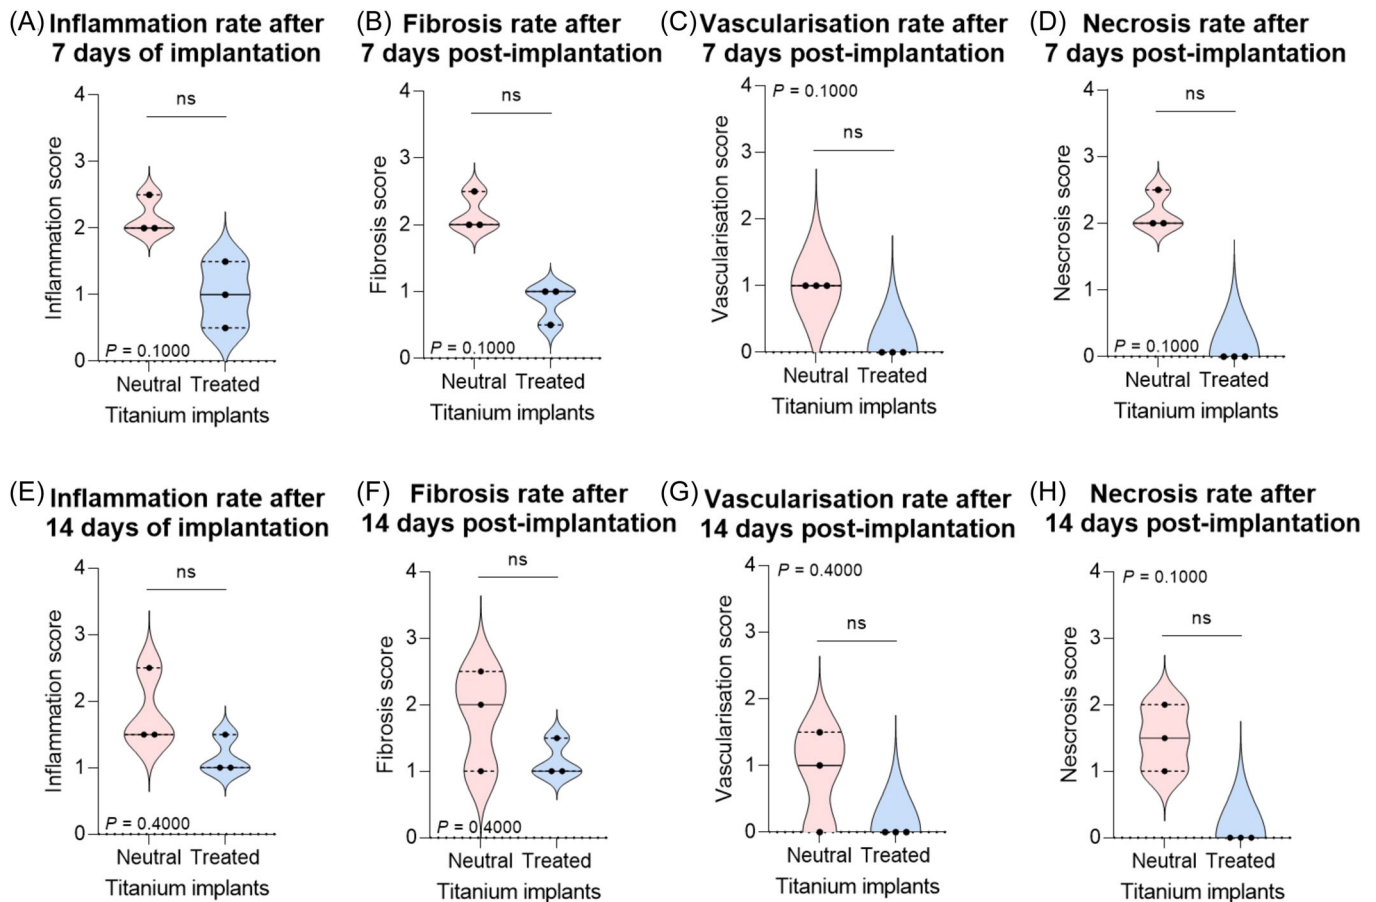 (A) Inflammation rate after
7 days of implantation
4
3
2
1
0
Inflammation score
ns
P = 0.1000
Neutral Treated
Titanium implants
(B) Fibrosis rate after
7 days post-implantation
4
3
2
1
0
Fibrosis score
ns
P = 0.1000
Neutral Treated
Titanium implants
(C) Vascularisation rate after
7 days post-implantation
4
3
2
1
0
Vascularisation score
P = 0.1000
ns
Neutral Treated
Titanium implants
(D) Necrosis rate after
7 days post-implantation
4
3
2
1
0
Nescrosis score
ns
P = 0.1000
Neutral Treated
Titanium implants
(E) Inflammation rate after
14 days of implantation
4
3
2
1
0
Inflammation score
ns
P = 0.4000
Neutral Treated
Titanium implants
(F) Fibrosis rate after
14 days post-implantation
4
3
2
1
0
Fibrosis score
ns
P = 0.4000
Neutral Treated
Titanium implants
(G) Vascularisation rate after
14 days post-implantation
4
3
2
1
0
Vascularisation score
P = 0.4000
ns
Neutral Treated
Titanium implants
(H) Necrosis rate after
14 days post-implantation
4
3
2
1
0
Nescrosis score
P = 0.1000
ns
Neutral Treated
Titanium implants